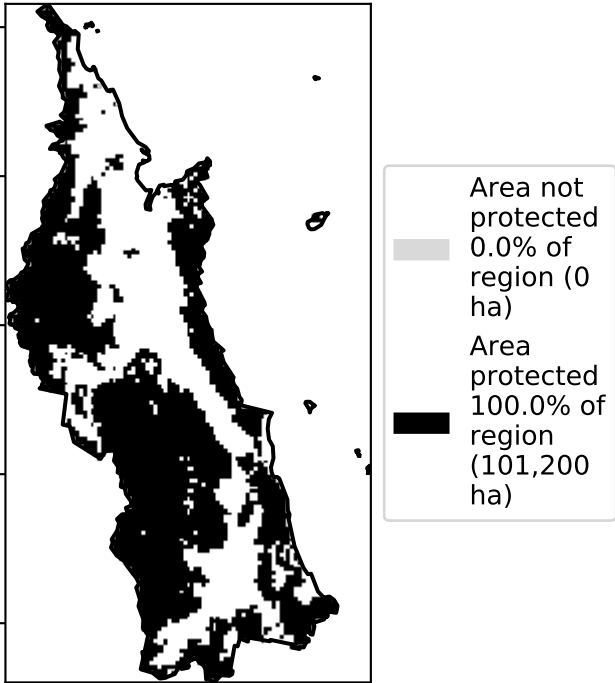 Area not
protected
0.0% of
region (0
ha)
Area
protected
100.0% of
region
(101,200
ha)